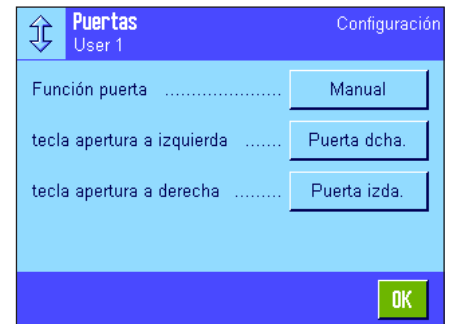 Puertas
Configuración
User 1
Función puerta ...................... Manual
tecla apertura a izquierda ....... Puerta dcha.
tecla apertura a derecha ......... Puerta izda.
OK